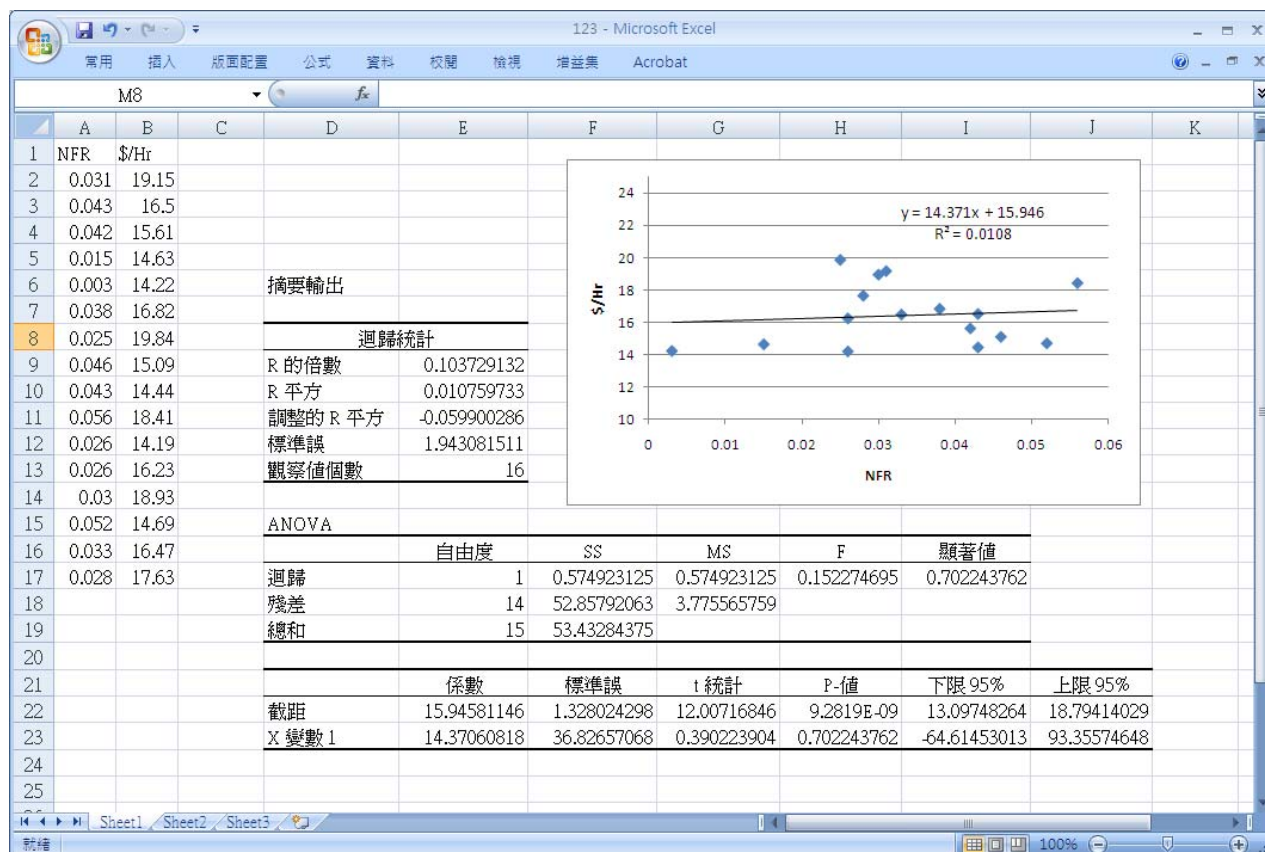 123 - Microsoft Excel
常用 插入 版面配置 公式 資料 校閱 檢視 增益集 Acrobat
M8 fx
A B C D E F G H I J K
1 NFR $/Hr
2 0.031 19.15
3 0.043 16.5
4 0.042 15.61
5 0.015 14.63
6 0.003 14.22 摘要輸出
7 0.038 16.82
8 0.025 19.84 迴歸統計
9 0.046 15.09 R 的倍數 0.103729132
10 0.043 14.44 R 平方 0.010759733
11 0.056 18.41 調整的 R 平方 -0.059900286
12 0.026 14.19 標準誤 1.943081511
13 0.026 16.23 觀察值個數 16
14 0.03 18.93
15 0.052 14.69 ANOVA
16 0.033 16.47 自由度 SS MS F 顯著值
17 0.028 17.63 迴歸 1 0.574923125 0.574923125 0.152274695 0.702243762
18 殘差 14 52.85792063 3.775565759
19 總和 15 53.43284375
20
21 係數 標準誤 t 統計 P-值 下限 95% 上限 95%
22 截距 15.94581146 1.328024298 12.00716846 9.2819E-09 13.09748264 18.79414029
23 X 變數 1 14.37060818 36.82657068 0.390223904 0.702243762 -64.61453013 93.35574648
24
25
24
22
20
18
16
14
12
10
$/Hr
y = 14.371x + 15.946
R² = 0.0108
0 0.01 0.02 0.03 0.04 0.05 0.06
NFR
Sheet1 Sheet2 Sheet3
就緒 100%